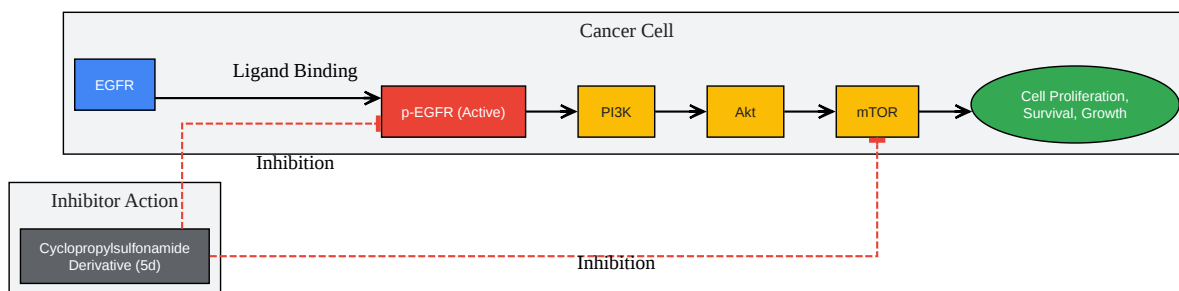 Cancer Cell
EGFR
Ligand Binding
p-EGFR (Active)
PI3K
Akt
mTOR
Cell Proliferation,
Survival, Growth
Inhibition
Inhibitor Action
Cyclopropylsulfonamide
Derivative (5d)
Inhibition